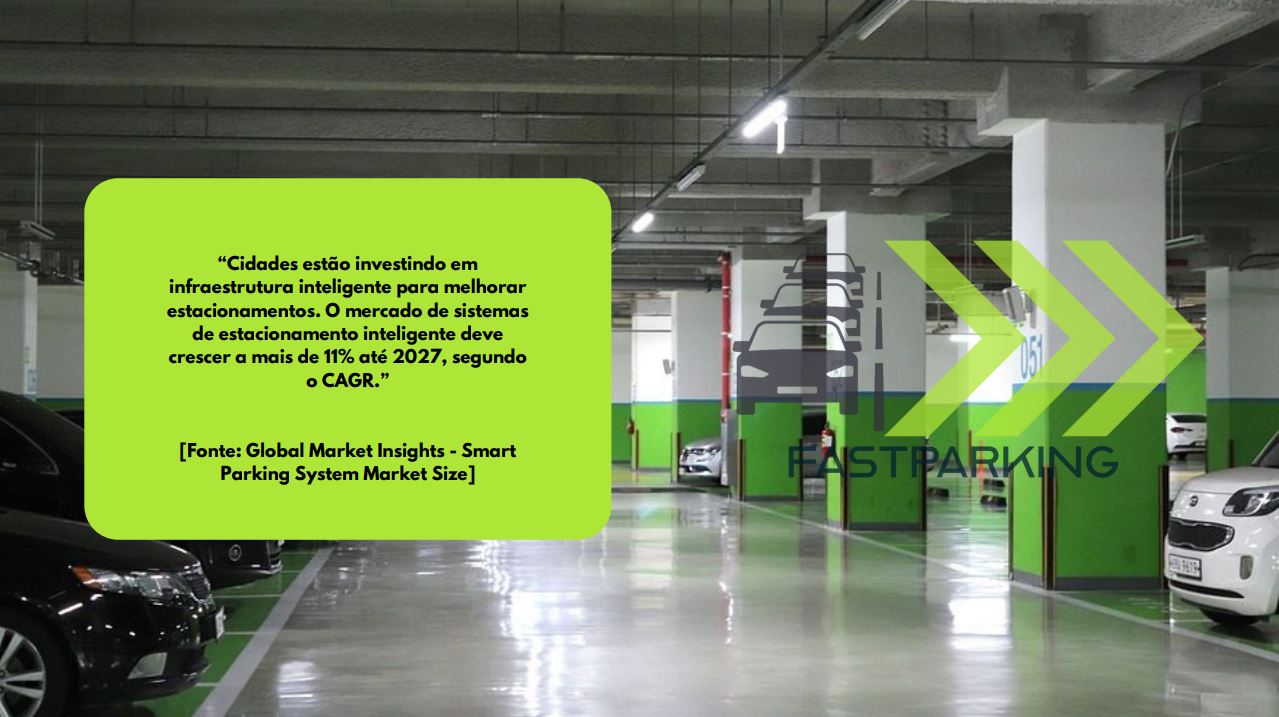 “Cidades estão investindo em
infraestrutura inteligente para melhorar
estacionamentos. O mercado de sistemas
de estacionamento inteligente deve
crescer a mais de 11% até 2027, segundo
o CAGR.”
[Fonte: Global Market Insights - Smart
Parking System Market Size]
051
FASTPARKING